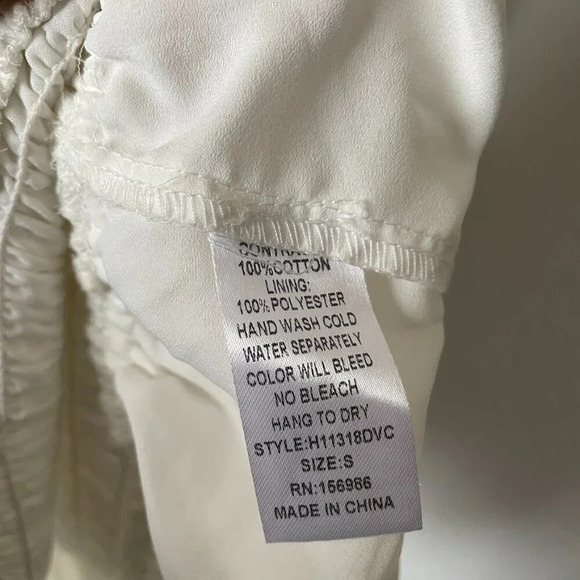 100%COTTON
LINING:
100%POLYESTER
HAND WASH COLD
WATER SEPARATELY
COLOR WILL BLEED
NO BLEACH
HANG TO DRY
STYLE:H11318DVC
SIZE:S
RN:156986
MADE IN CHINA